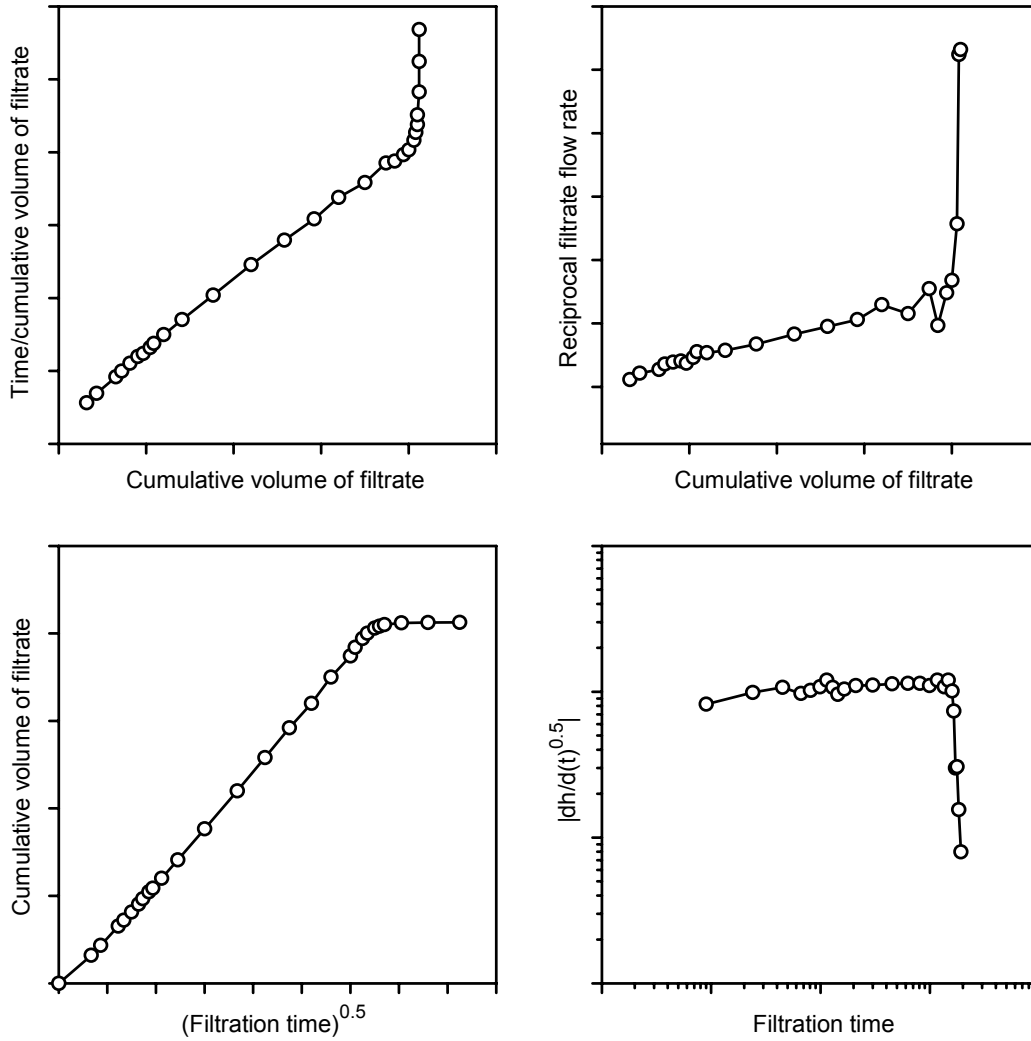 Time/cumulative volume of filtrate
Cumulative volume of filtrate
Reciprocal filtrate flow rate
Cumulative volume of filtrate
Cumulative volume of filtrate
(Filtration time)^0.5
|dh/d(t)^0.5|
Filtration time